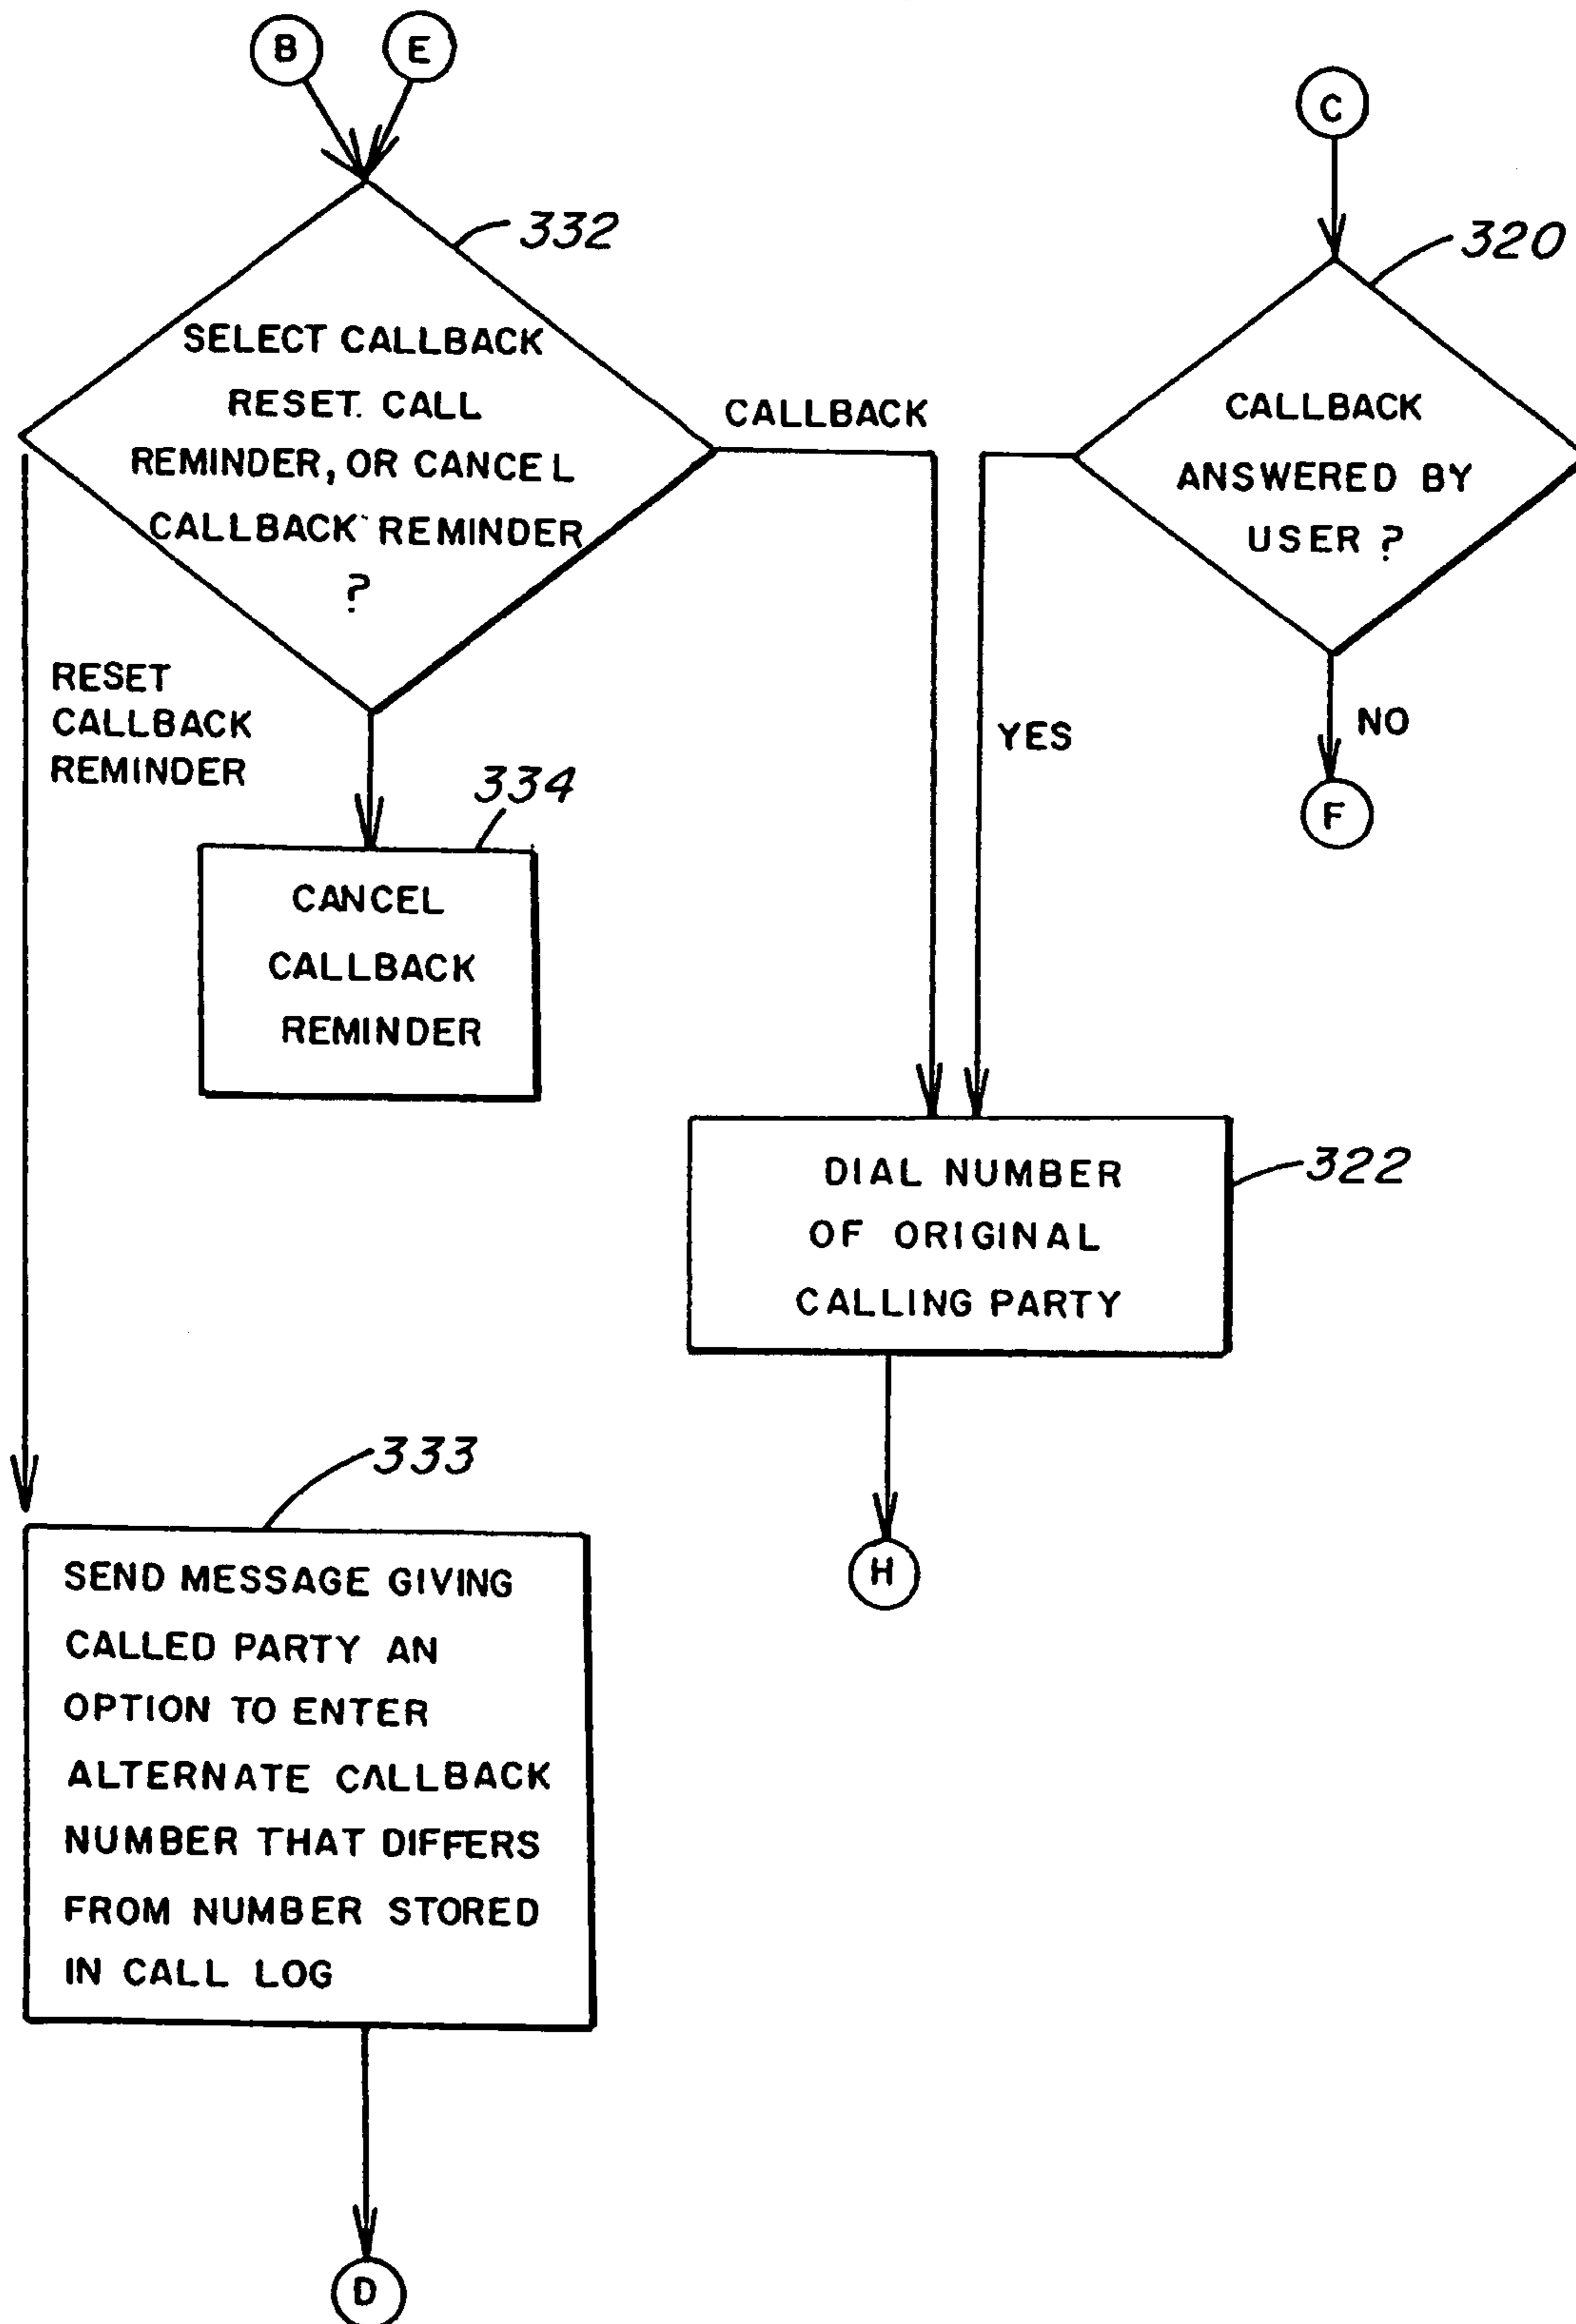 B
E
C
332
320
SELECT CALLBACK
RESET. CALL
REMINDER, OR CANCEL
CALLBACK REMINDER
?
CALLBACK
CALLBACK
ANSWERED BY
USER ?
RESET
CALLBACK
REMINDER
YES
NO
F
334
CANCEL
CALLBACK
REMINDER
322
DIAL NUMBER
OF ORIGINAL
CALLING PARTY
H
333
SEND MESSAGE GIVING
CALLED PARTY AN
OPTION TO ENTER
ALTERNATE CALLBACK
NUMBER THAT DIFFERS
FROM NUMBER STORED
IN CALL LOG
D